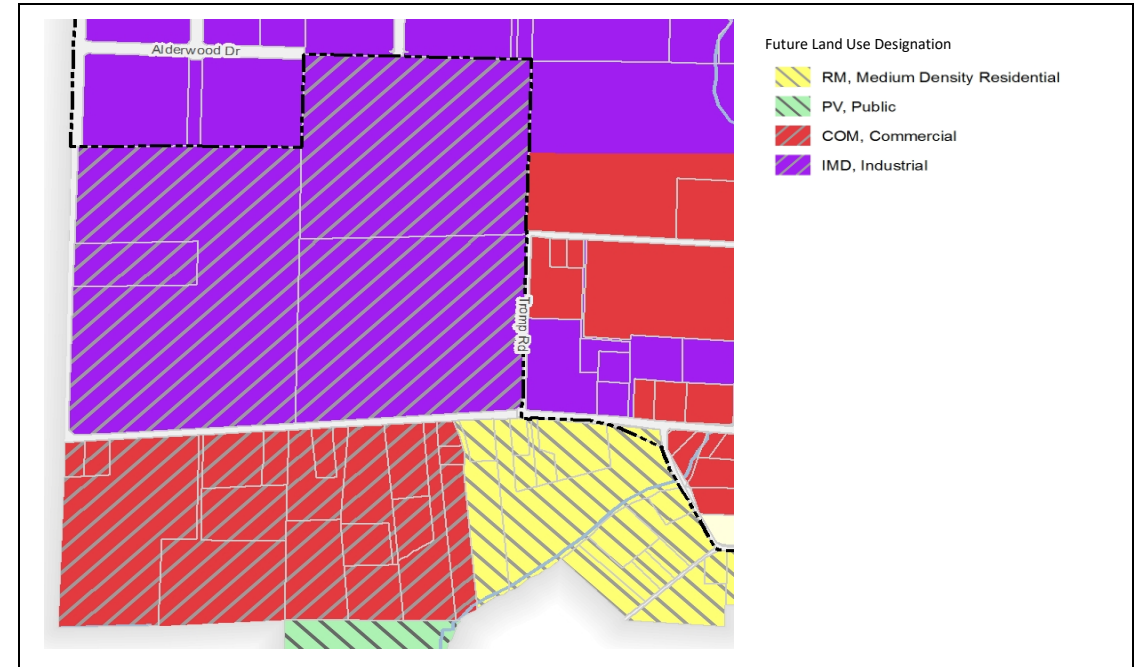 Alderwood Dr
Future Land Use Designation
RM, Medium Density Residential
PV, Public
COM, Commercial
IMD, Industrial
Tromp Rd